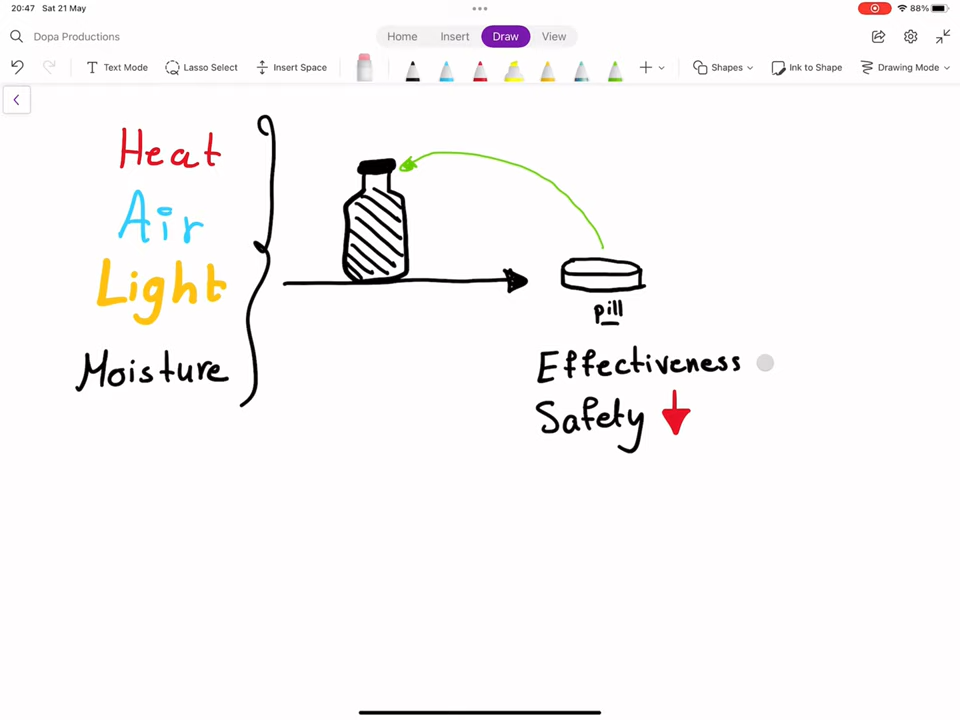 20:47 Sat 21 May
88%
Dopa Productions
Home Insert Draw View
Text Mode Lasso Select Insert Space Shapes Ink to Shape Drawing Mode
Heat
Air
Light
Moisture
pill
Effectiveness
Safety